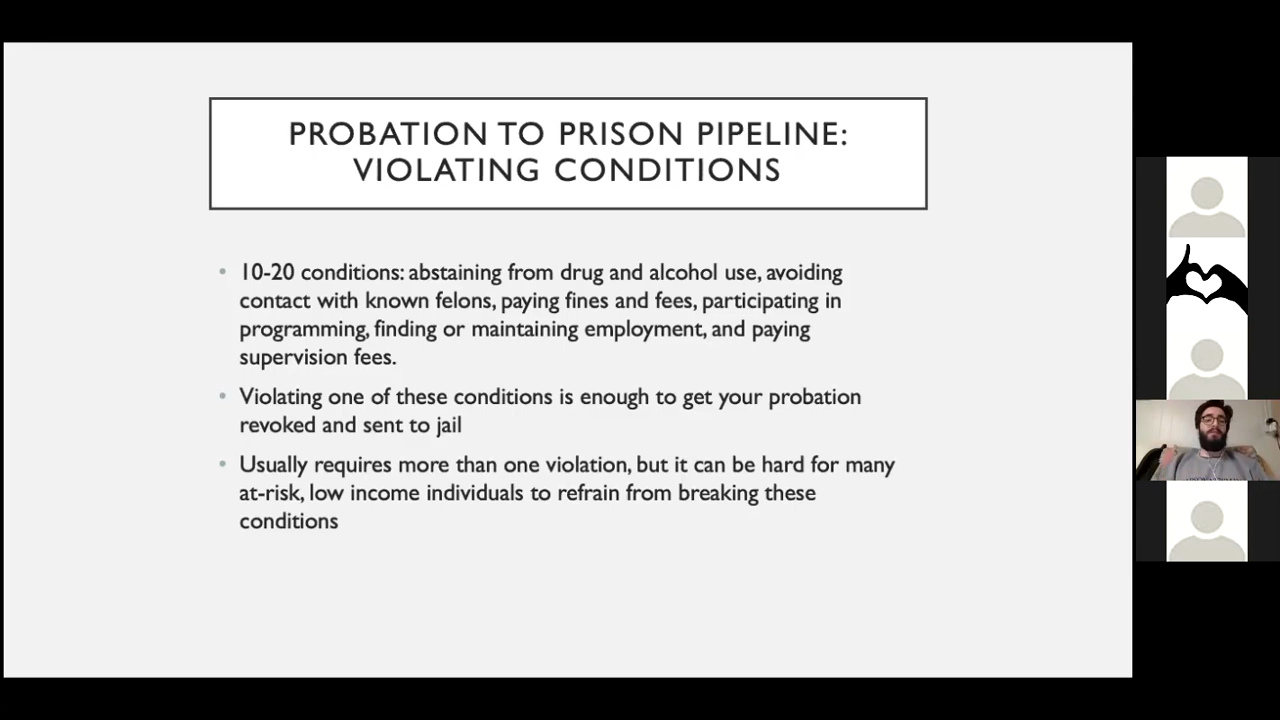 PROBATION TO PRISON PIPELINE:
VIOLATING CONDITIONS
• 10-20 conditions: abstaining from drug and alcohol use, avoiding
contact with known felons, paying fines and fees, participating in
programming, finding or maintaining employment, and paying
supervision fees.
• Violating one of these conditions is enough to get your probation
revoked and sent to jail
• Usually requires more than one violation, but it can be hard for many
at-risk, low income individuals to refrain from breaking these
conditions